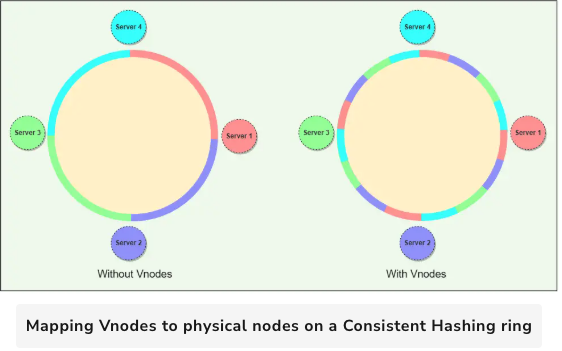 Server 4
Server 4
Server 3
Server 1
Server 3
Server 1
Server 2
Server 2
Without Vnodes
With Vnodes
Mapping Vnodes to physical nodes on a Consistent Hashing ring